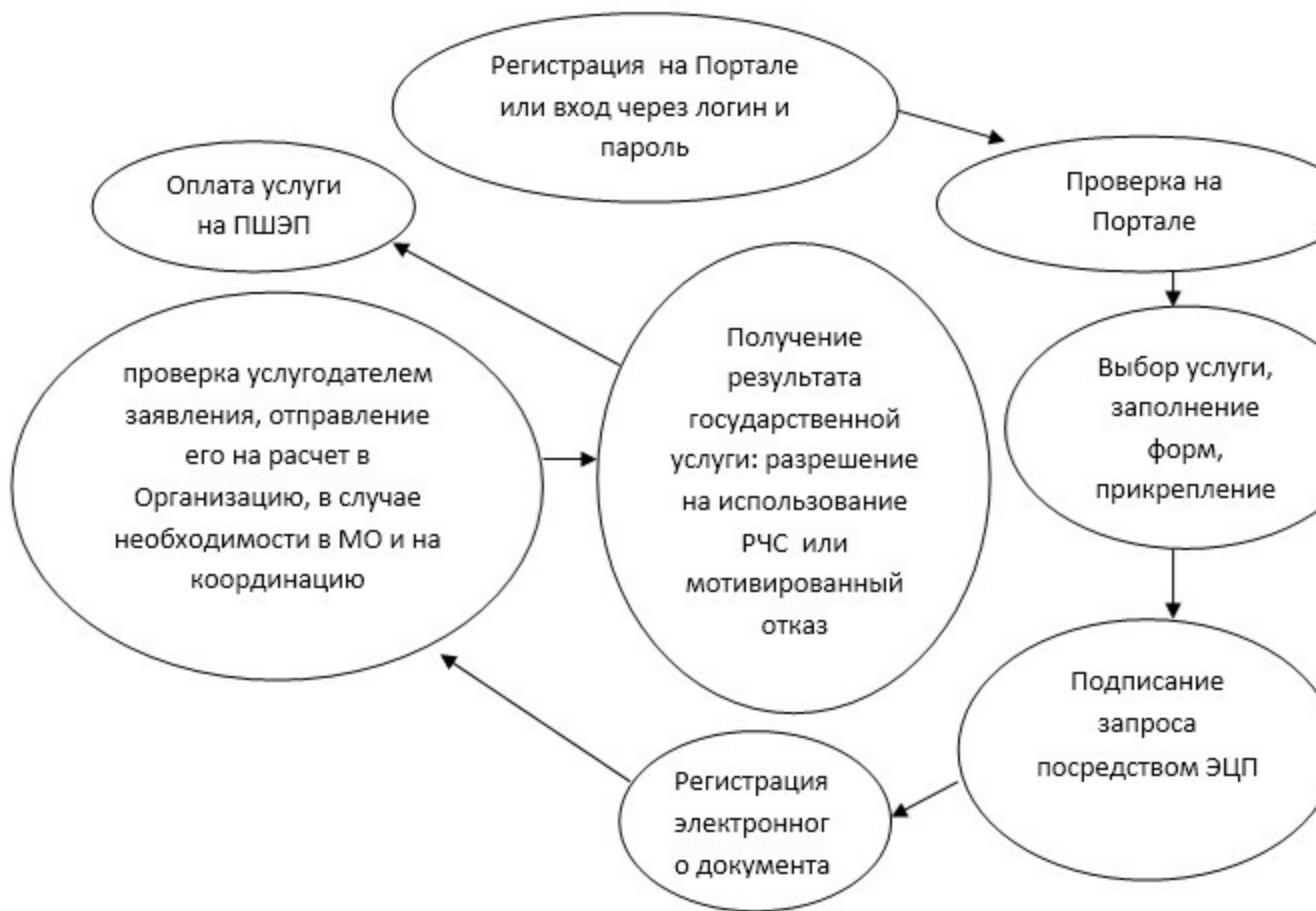 Регистрация на Портале
или вход через логин и
пароль
Проверка на
Портале
Выбор услуги,
заполнение
форм,
прикрепление
Подписание
запроса
посредством ЭЦП
Регистрация
электронног
о документа
проверка услугодателем
заявления, отправление
его на расчет в
Организацию, в случае
необходимости в МО и на
координацию
Получение
результата
государственной
услуги: разрешение
на использование
РЧС или
мотивированный
отказ
Оплата услуги
на ПШЭП